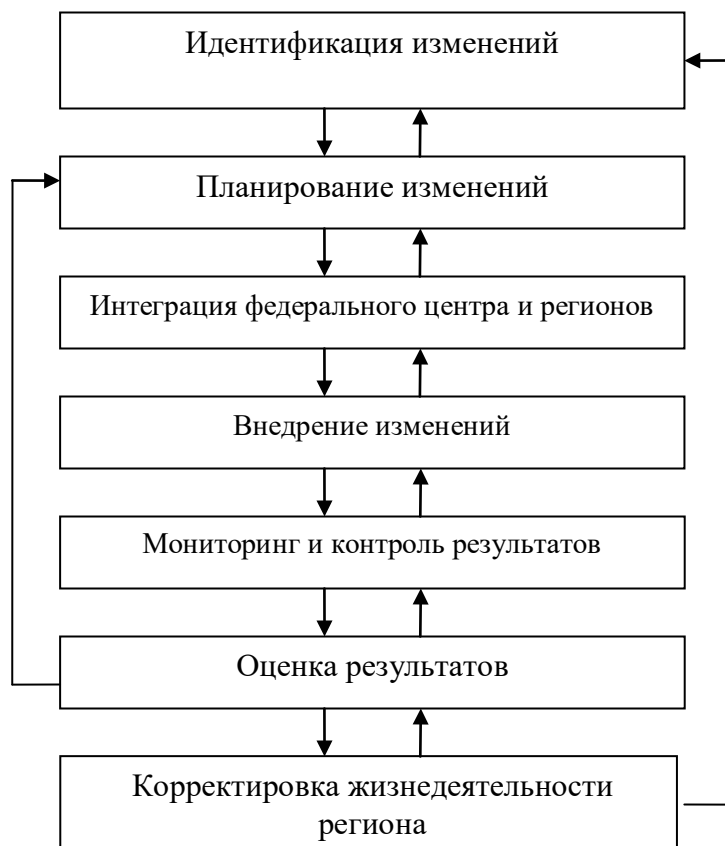 Идентификация изменений
Планирование изменений
Интеграция федерального центра и регионов
Внедрение изменений
Мониторинг и контроль результатов
Оценка результатов
Корректировка жизнедеятельности
региона